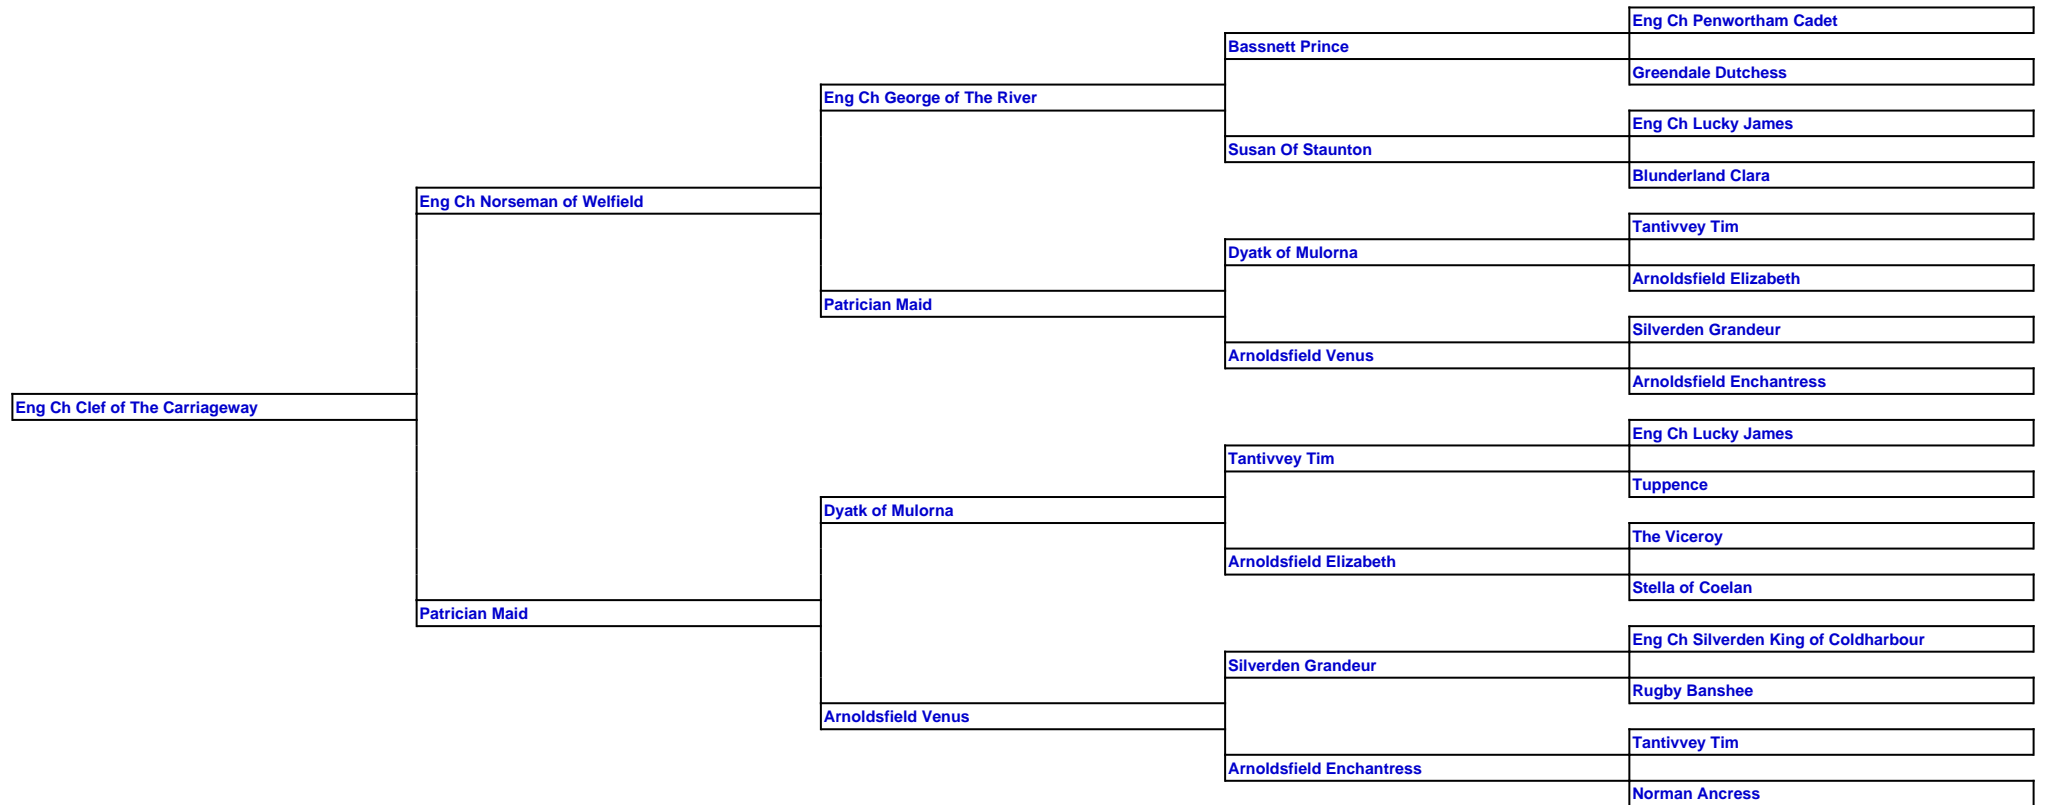 Eng Ch Penwortham Cadet
Bassnett Prince
Greendale Dutchess
Eng Ch George of The River
Eng Ch Lucky James
Susan Of Staunton
Blunderland Clara
Eng Ch Norseman of Welfield
Tantivvey Tim
Dyatk of Mulorna
Arnoldsfield Elizabeth
Patrician Maid
Silverden Grandeur
Arnoldsfield Venus
Arnoldsfield Enchantress
Eng Ch Clef of The Carriageway
Eng Ch Lucky James
Tantivvey Tim
Tuppence
Dyatk of Mulorna
The Viceroy
Arnoldsfield Elizabeth
Stella of Coelan
Patrician Maid
Eng Ch Silverden King of Coldharbour
Silverden Grandeur
Rugby Banshee
Arnoldsfield Venus
Tantivvey Tim
Arnoldsfield Enchantress
Norman Ancress